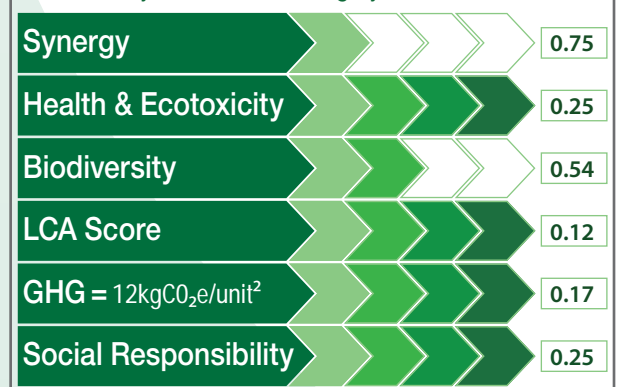 Synergy 0.75
Health & Ecotoxicity 0.25
Biodiversity 0.54
LCA Score 0.12
GHG = 12kgC0₂e/unit² 0.17
Social Responsibility 0.25